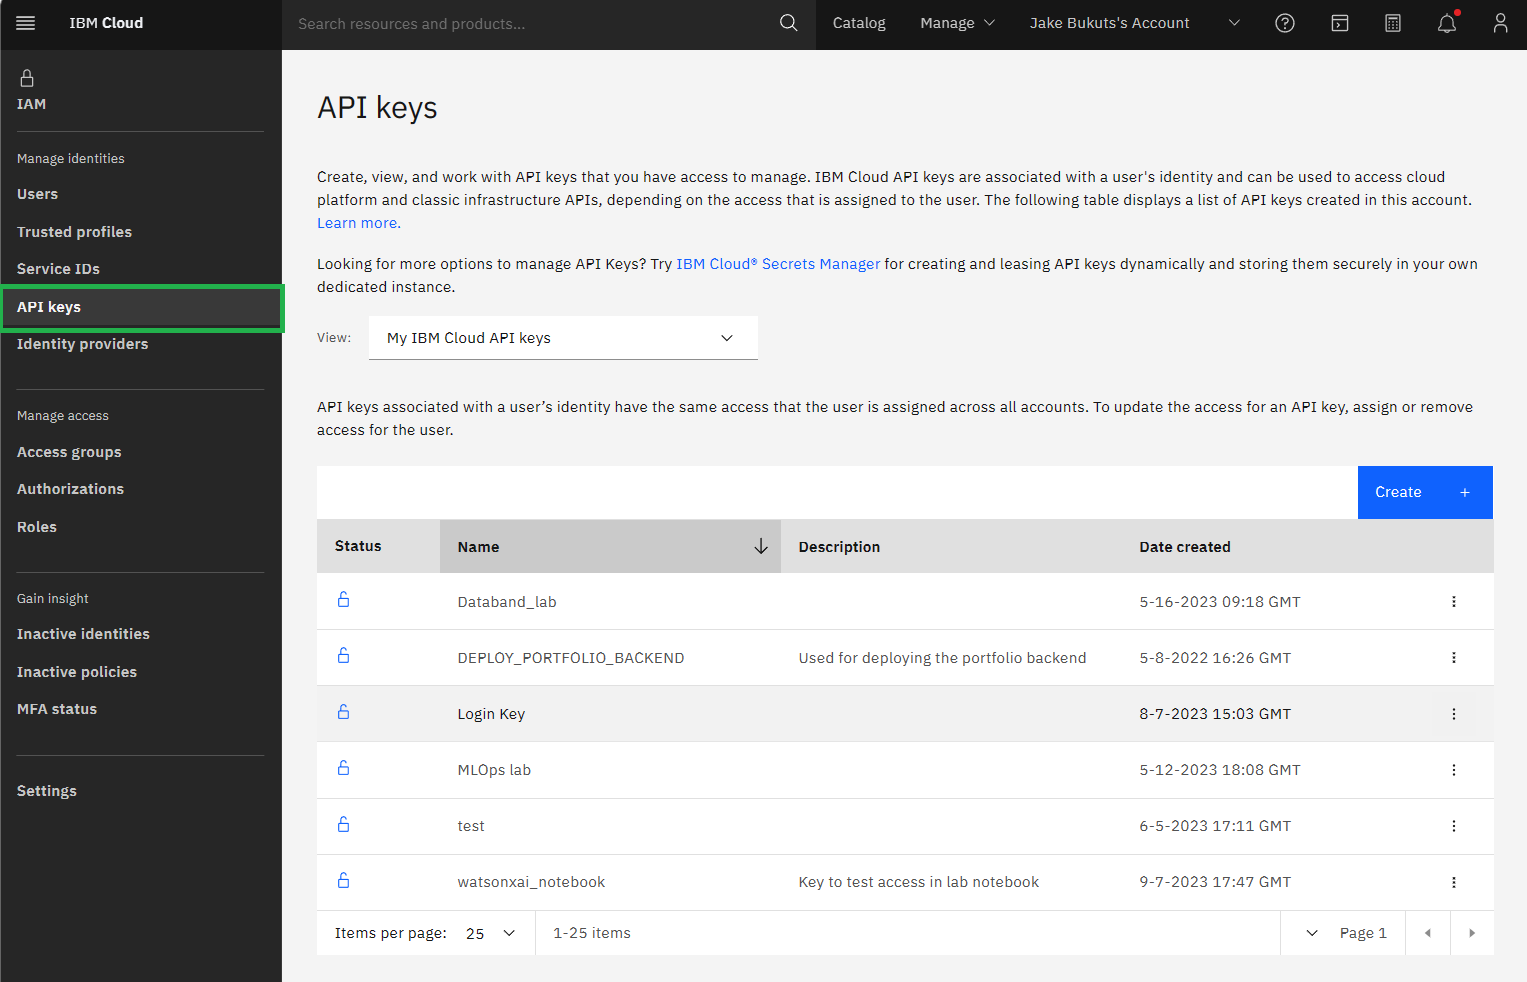 IBM Cloud
Search resources and products...
Catalog
Manage
Jake Bukuts's Account
IAM
Manage identities
Users
Trusted profiles
Service IDs
API keys
Identity providers
Manage access
Access groups
Authorizations
Roles
Gain insight
Inactive identities
Inactive policies
MFA status
Settings
API keys
Create, view, and work with API keys that you have access to manage. IBM Cloud API keys are associated with a user's identity and can be used to access cloud
platform and classic infrastructure APIs, depending on the access that is assigned to the user. The following table displays a list of API keys created in this account.
Learn more.
Looking for more options to manage API Keys? Try IBM Cloud® Secrets Manager for creating and leasing API keys dynamically and storing them securely in your own
dedicated instance.
View: My IBM Cloud API keys
API keys associated with a user’s identity have the same access that the user is assigned across all accounts. To update the access for an API key, assign or remove
access for the user.
Create +
Status Name Description Date created
Databand_lab 5-16-2023 09:18 GMT
DEPLOY_PORTFOLIO_BACKEND Used for deploying the portfolio backend 5-8-2022 16:26 GMT
Login Key 8-7-2023 15:03 GMT
MLOps lab 5-12-2023 18:08 GMT
test 6-5-2023 17:11 GMT
watsonxai_notebook Key to test access in lab notebook 9-7-2023 17:47 GMT
Items per page: 25 1-25 items Page 1